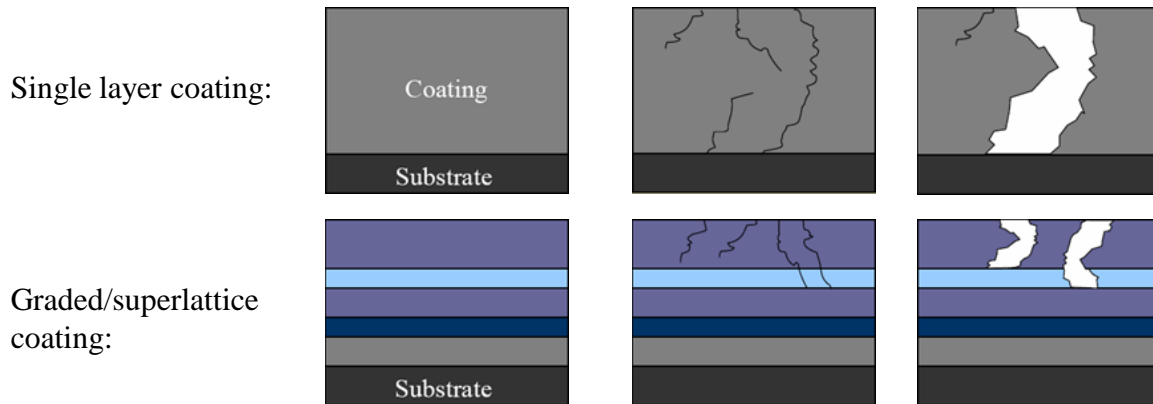 Single layer coating:
Coating
Substrate
Graded/superlattice
coating:
Substrate